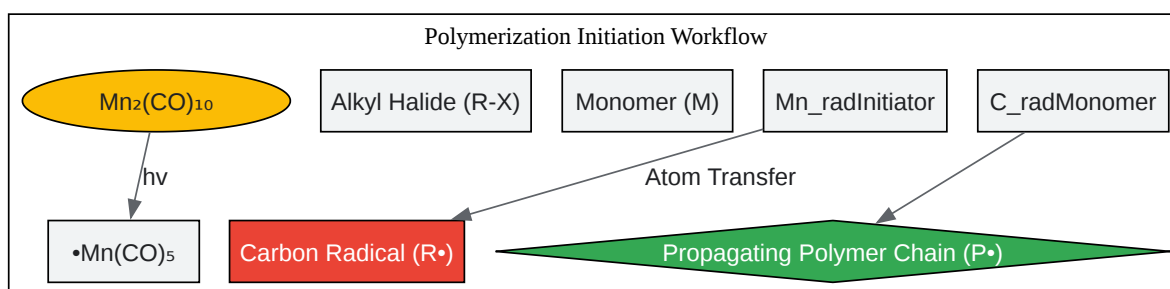 Polymerization Initiation Workflow
Mn₂(CO)₁₀
Alkyl Halide (R-X)
Monomer (M)
Mn_radInitiator
C_radMonomer
hv
Atom Transfer
•Mn(CO)₅
Carbon Radical (R•)
Propagating Polymer Chain (P•)